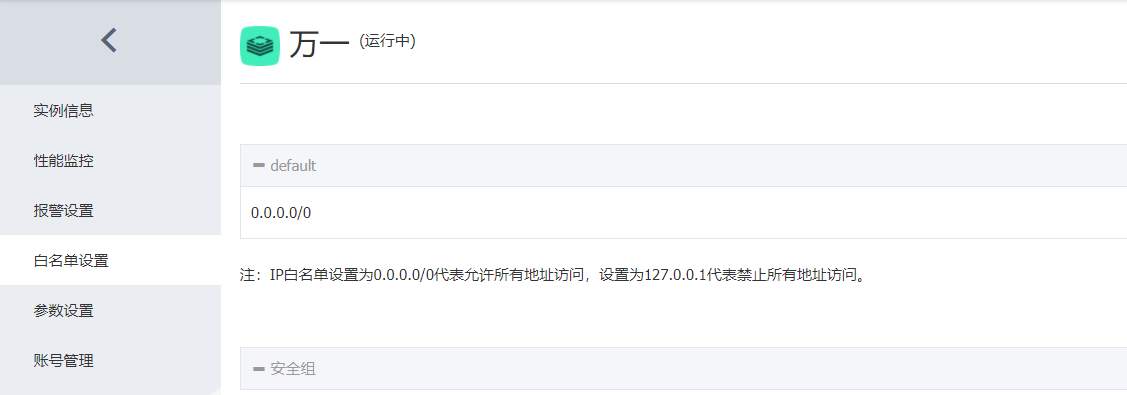 万一 (运行中)
实例信息
性能监控
报警设置
白名单设置
参数设置
账号管理
default
0.0.0.0/0
注：IP白名单设置为0.0.0.0/0代表允许所有地址访问，设置为127.0.0.1代表禁止所有地址访问。
安全组